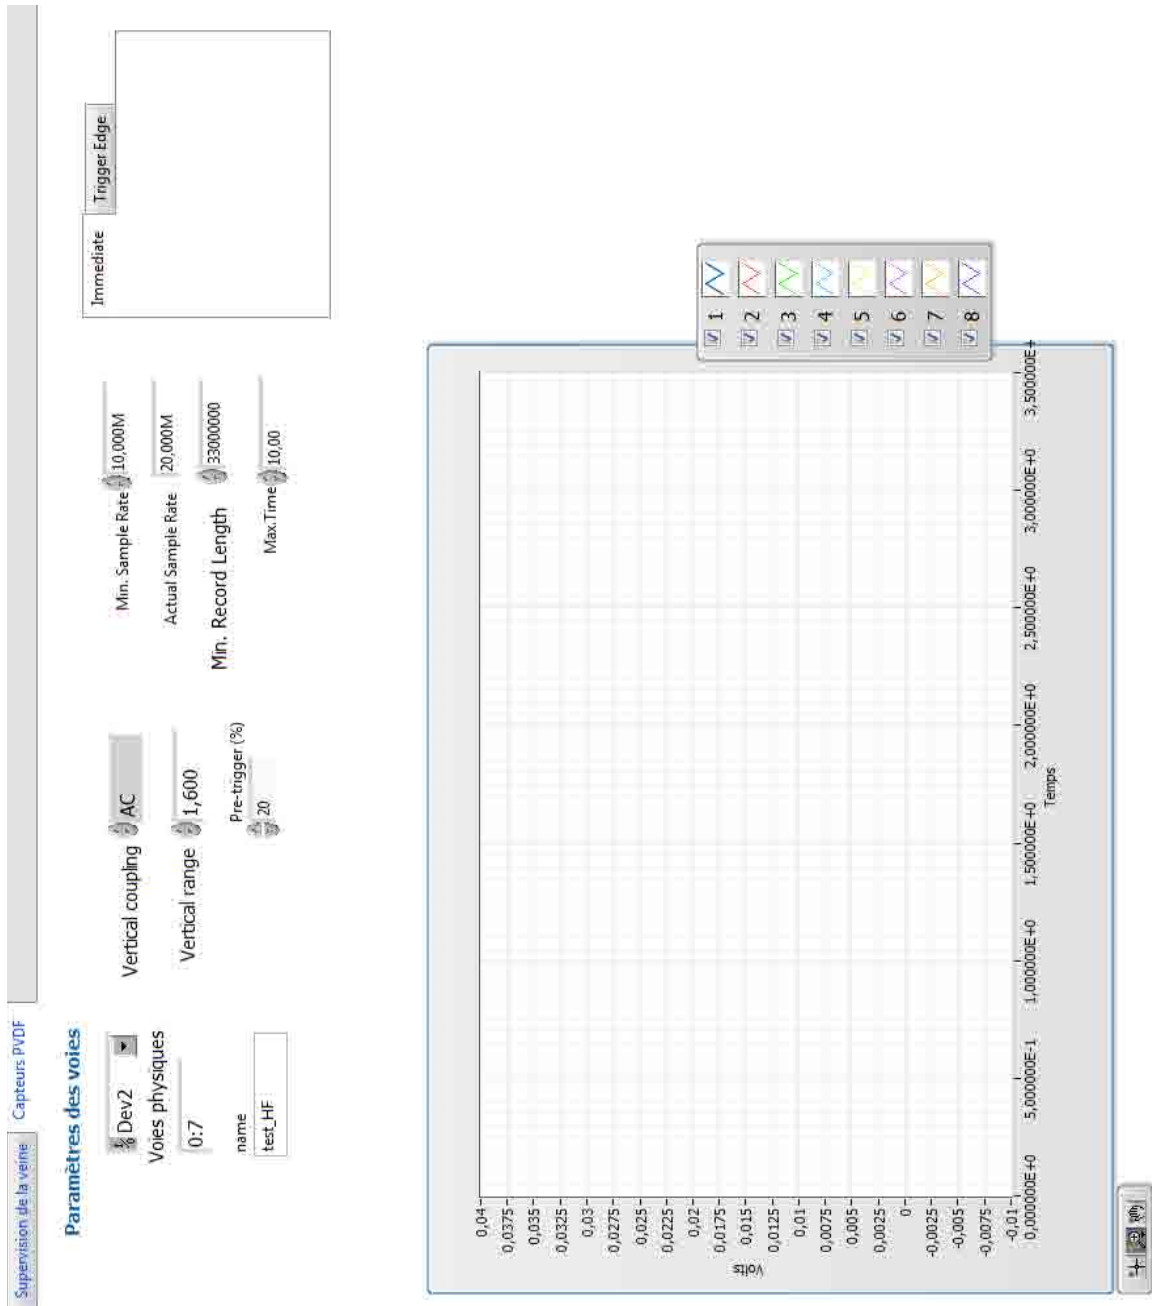 Supervision de la veine
Capteurs PVDF
Paramètres des voies
Dev2
Voies physiques
0:7
name
test_HF
Vertical coupling
AC
Vertical range
1,600
Pre-trigger (%)
20
Min. Sample Rate
10,000M
Actual Sample Rate
20,000M
Min. Record Length
33000000
Max.Time
10,00
Immediate
Trigger Edge
1
2
3
4
5
6
7
8
0,04
0,0375
0,035
0,0325
0,03
0,0275
0,025
0,0225
0,02
0,0175
0,015
0,0125
0,01
0,0075
0,005
0,0025
0
-0,0025
-0,005
-0,0075
-0,01
Volts
0,000000E+0
5,000000E-1
1,000000E+0
1,500000E+0
2,000000E+0
2,500000E+0
3,000000E+0
3,500000E+
Temps